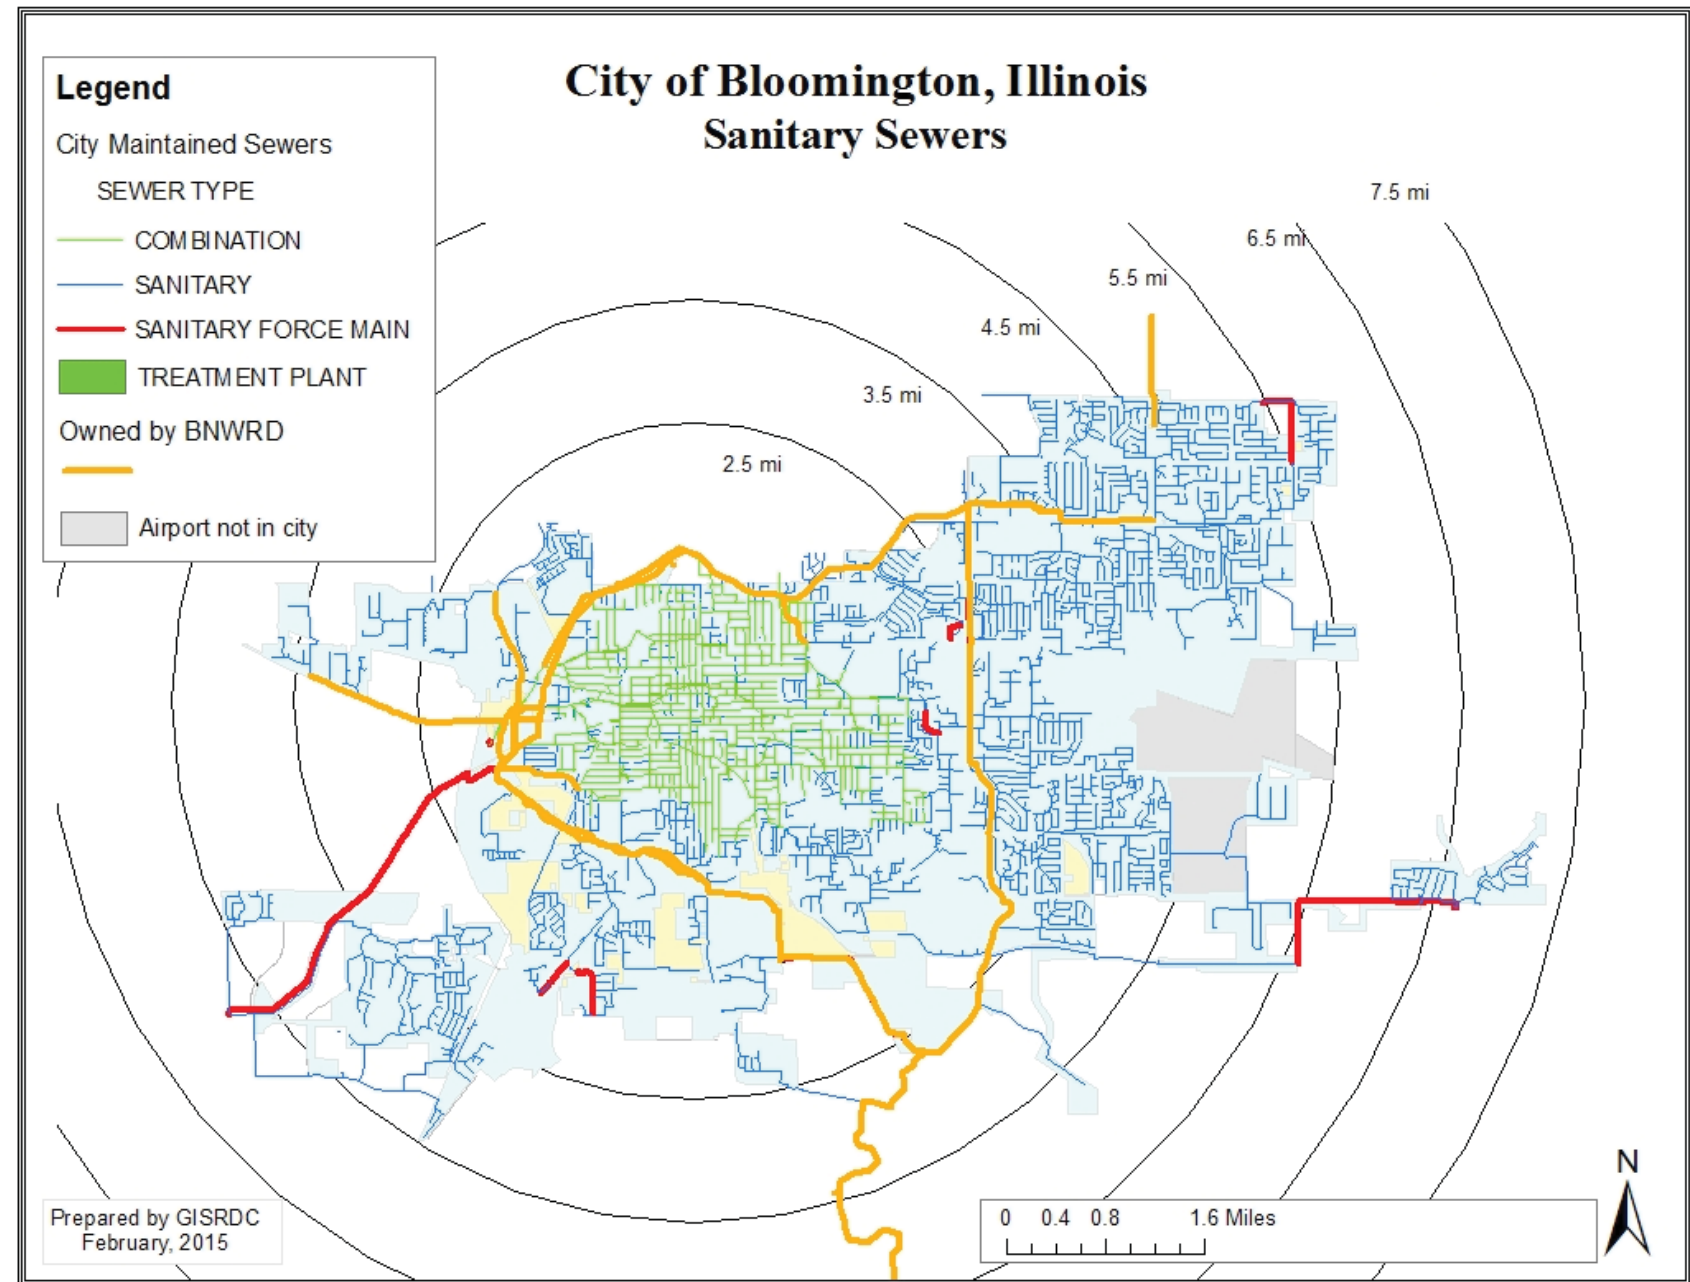 City of Bloomington, Illinois
Sanitary Sewers
Legend
City Maintained Sewers
SEWER TYPE
COMBINATION
SANITARY
SANITARY FORCE MAIN
TREATMENT PLANT
Owned by BNWRD
Airport not in city
7.5 mi
6.5 mi
5.5 mi
4.5 mi
3.5 mi
2.5 mi
Prepared by GISRDC
February, 2015
0 0.4 0.8 1.6 Miles
N